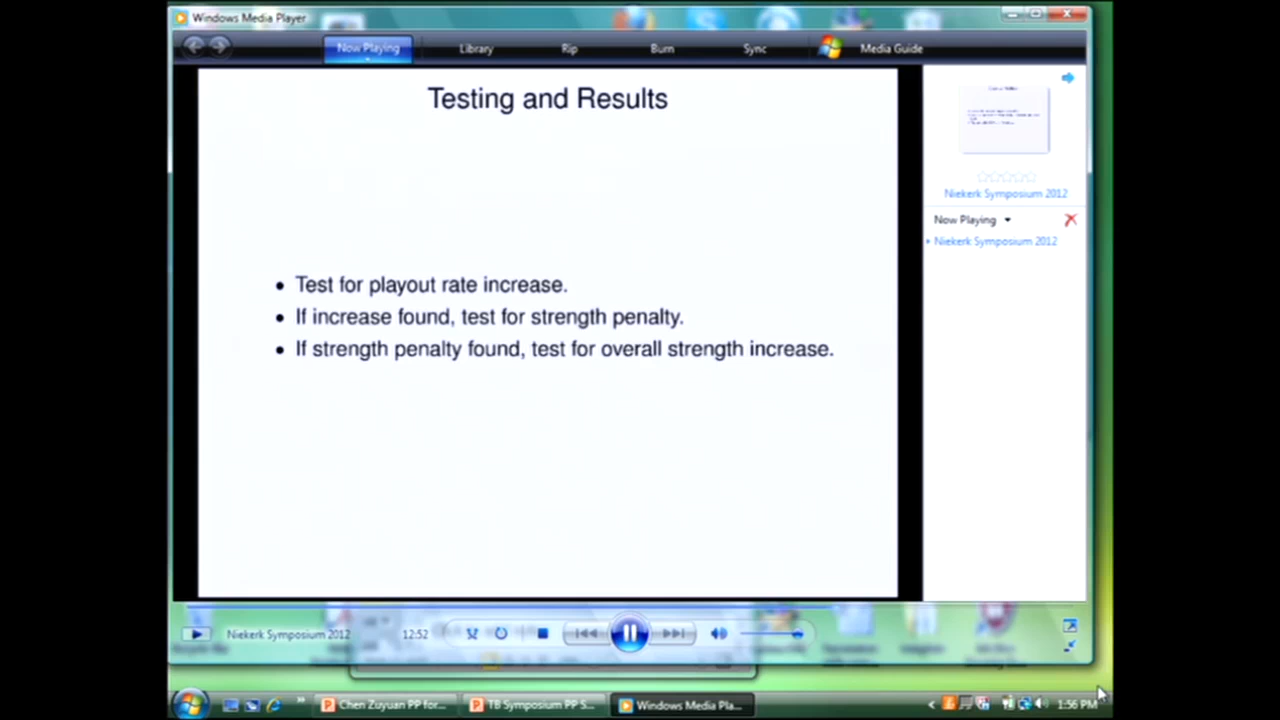 Windows Media Player
Now Playing
Library
Rip
Burn
Sync
Media Guide
Testing and Results
• Test for playout rate increase.
• If increase found, test for strength penalty.
• If strength penalty found, test for overall strength increase.
Niekerk Symposium 2012
Now Playing
Niekerk Symposium 2012
Niekerk Symposium 2012
12:52
Chen Zuyuan PP for...
TB Symposium PP S...
Windows Media Pla...
1:56 PM